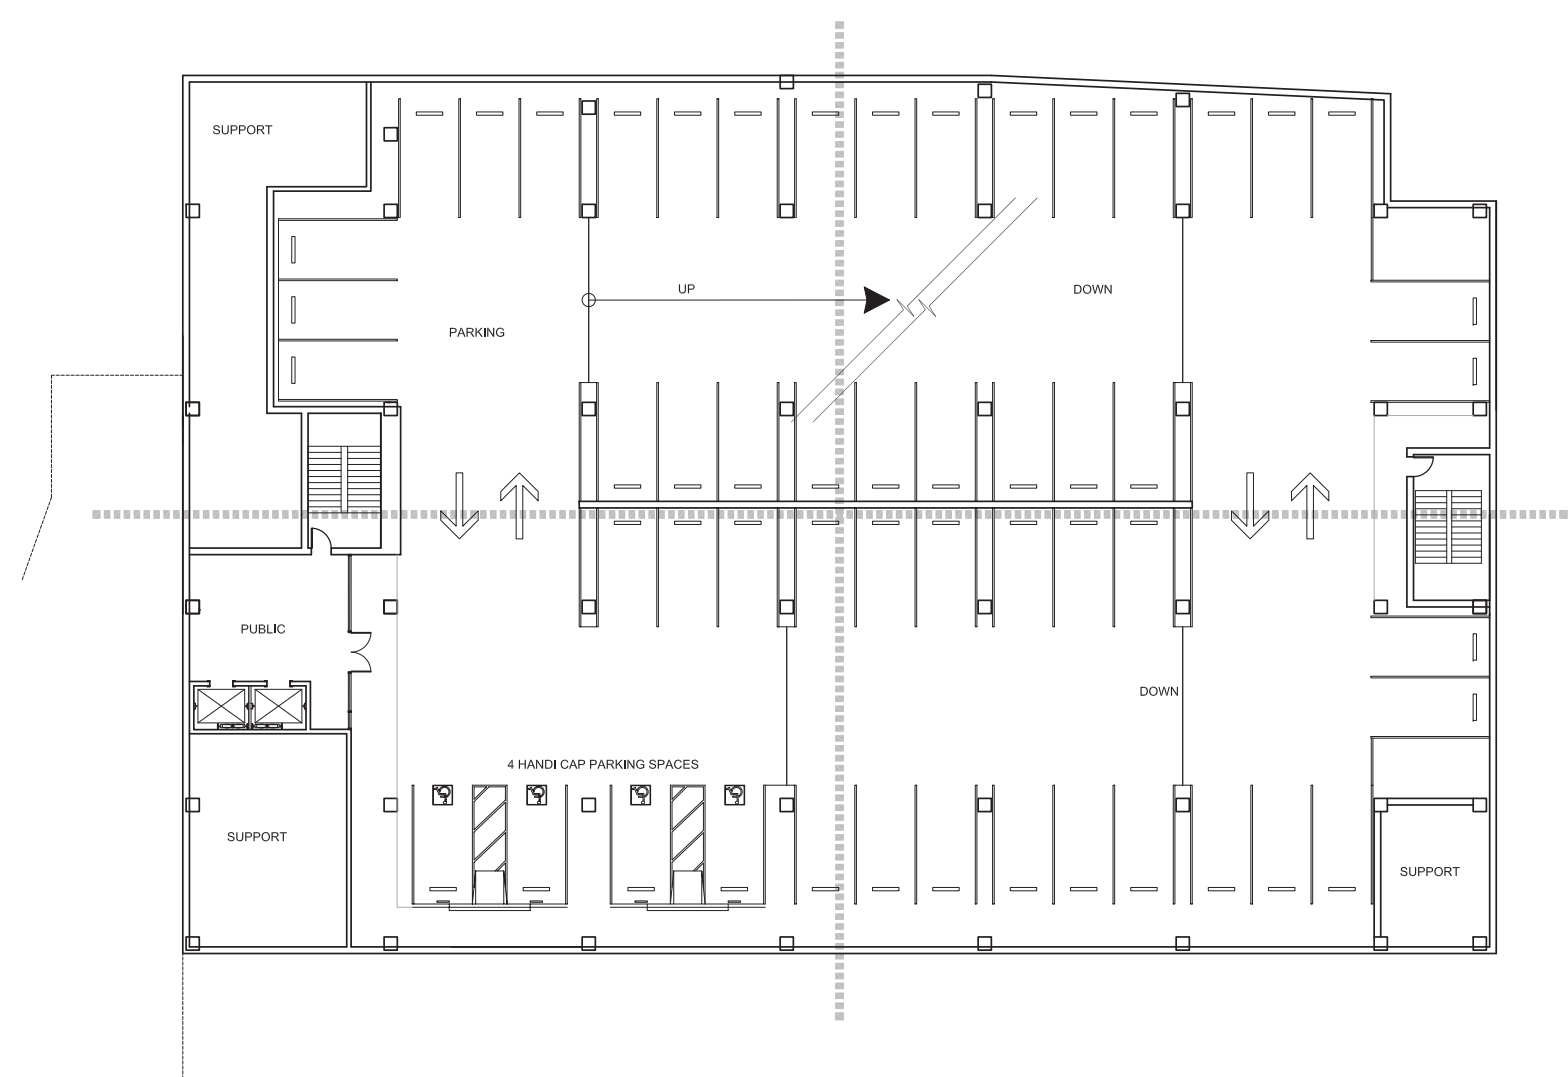 SUPPORT
UP
DOWN
PARKING
PUBLIC
DOWN
4 HANDI CAP PARKING SPACES
SUPPORT
SUPPORT